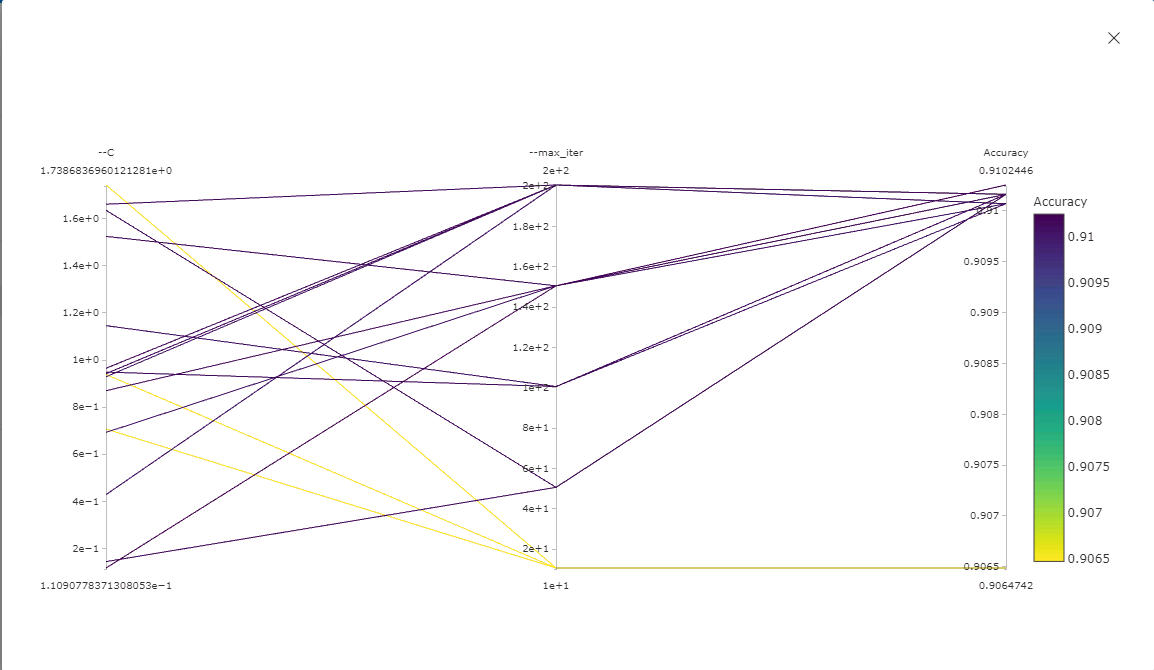 --C
--max_iter
Accuracy
1.7386836960121281e+0
2e+2
0.9102446
2e+2
Accuracy
1.6e+0
1.8e+2
0.91
0.91
1.4e+0
1.6e+2
0.9095
0.9095
1.2e+0
1.4e+2
0.909
0.909
1e+0
1.2e+2
0.9085
0.9085
8e−1
1e+2
0.908
0.908
6e−1
8e+1
0.9075
0.9075
4e−1
6e+1
0.907
0.907
2e−1
4e+1
0.9065
0.9065
2e+1
1.1090778371308053e−1
1e+1
0.9064742